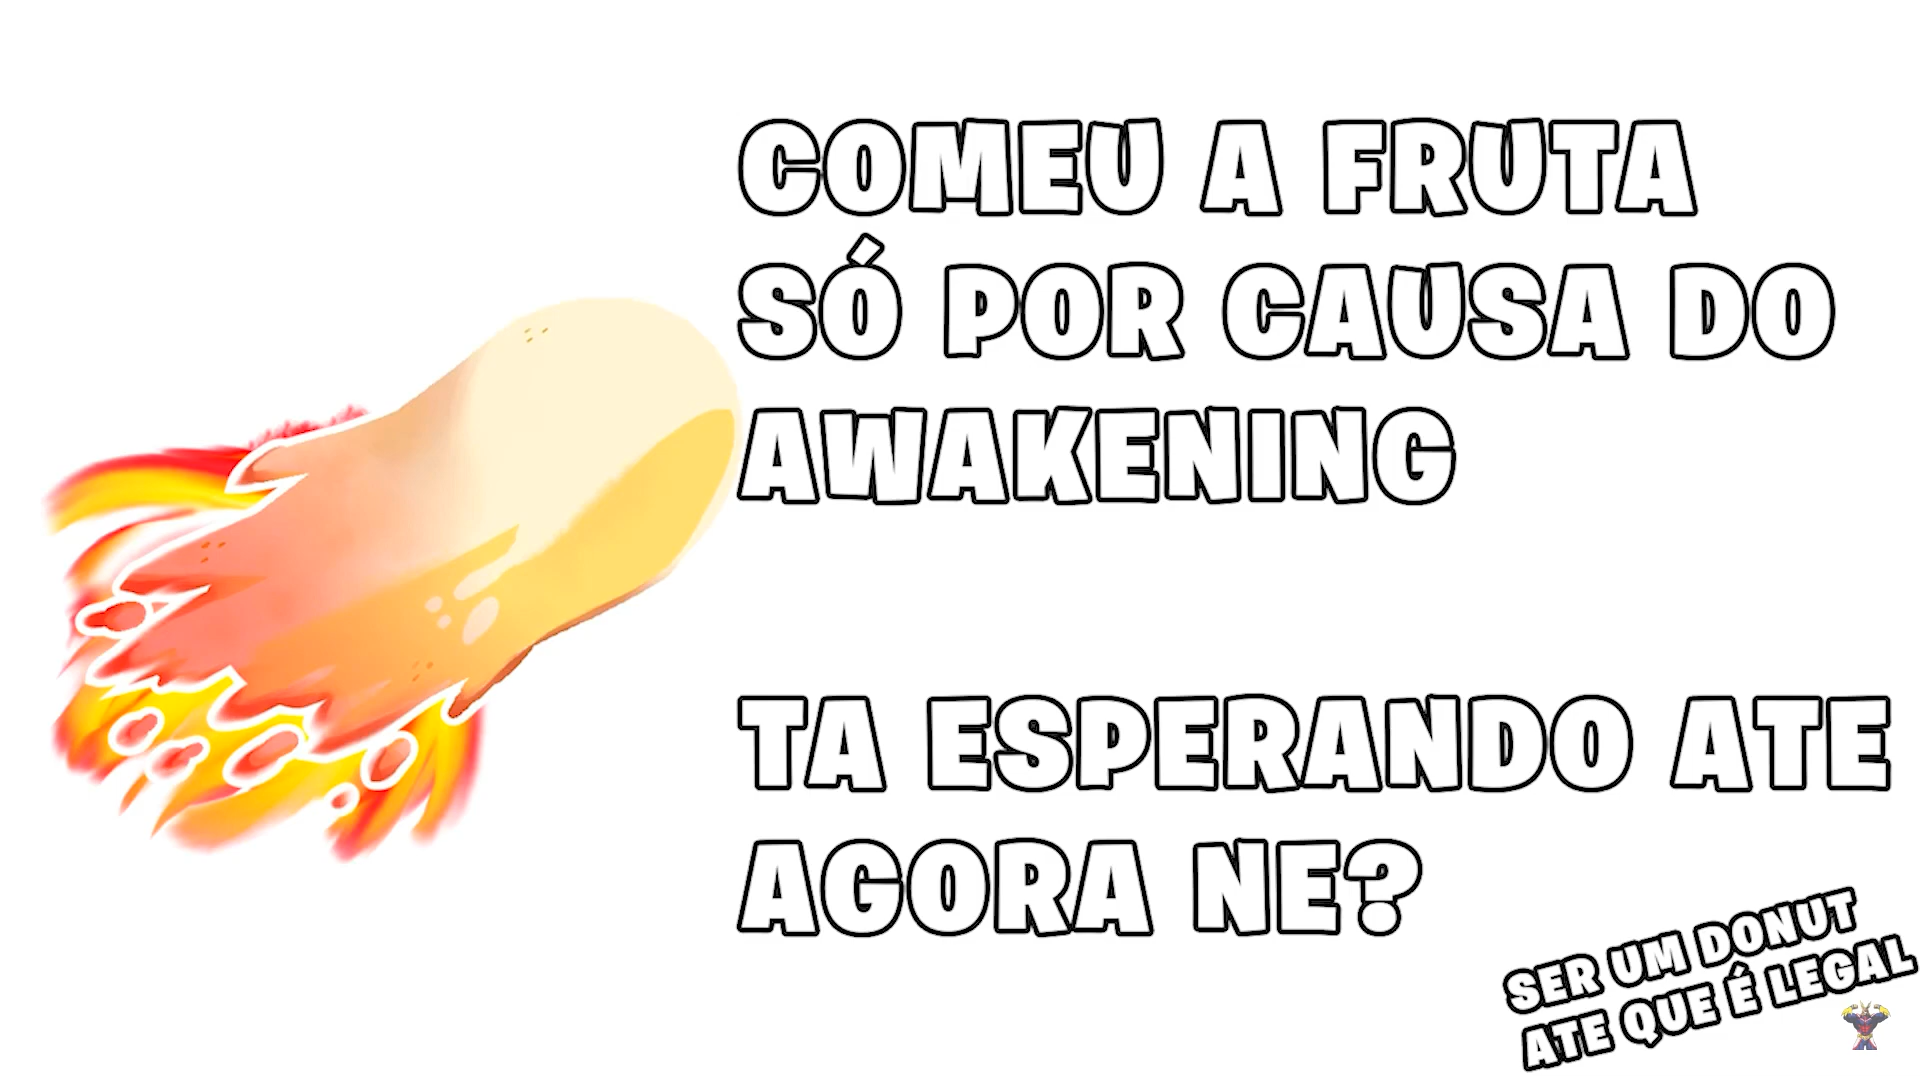 COMEU A FRUTA
SÓ POR CAUSA DO
AWAKENING
TA ESPERANDO ATE
AGORA NE?
SER UM DONUT
ATE QUE É LEGAL